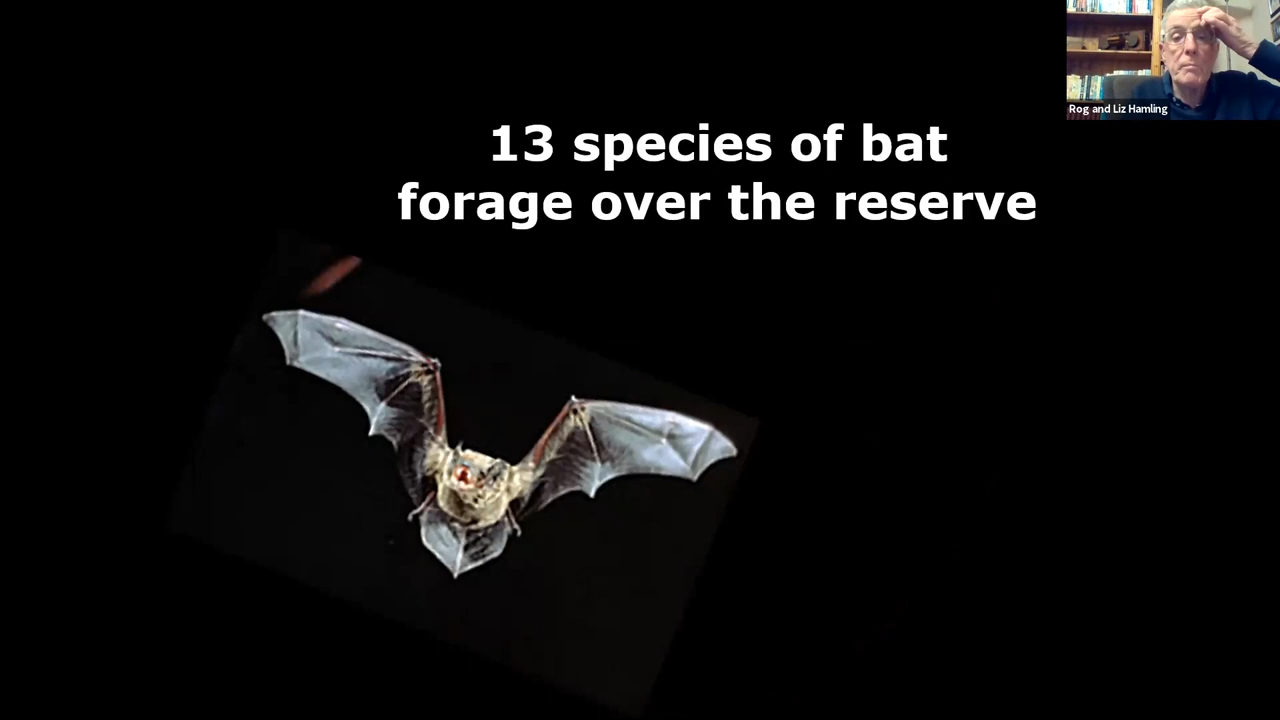 Rog and Liz Hamling
13 species of bat
forage over the reserve